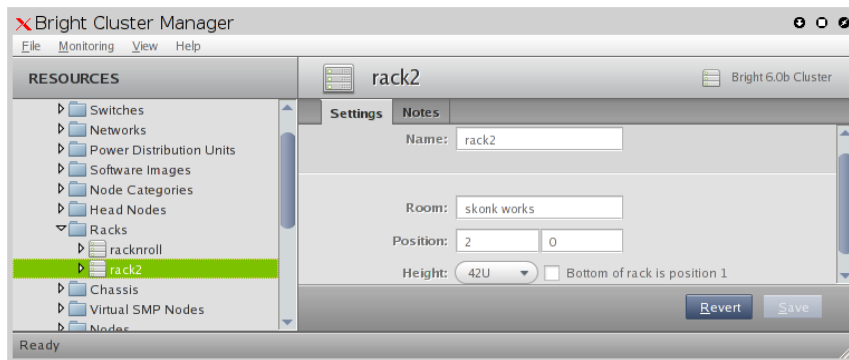 Bright Cluster Manager
File Monitoring View Help
RESOURCES
rack2
Bright 6.0b Cluster
Switches
Networks
Power Distribution Units
Software Images
Node Categories
Head Nodes
Racks
racknroll
rack2
Chassis
Virtual SMP Nodes
Nodes
Settings Notes
Name: rack2
Room: skonk works
Position: 2 0
Height: 42U Bottom of rack is position 1
Revert Save
Ready